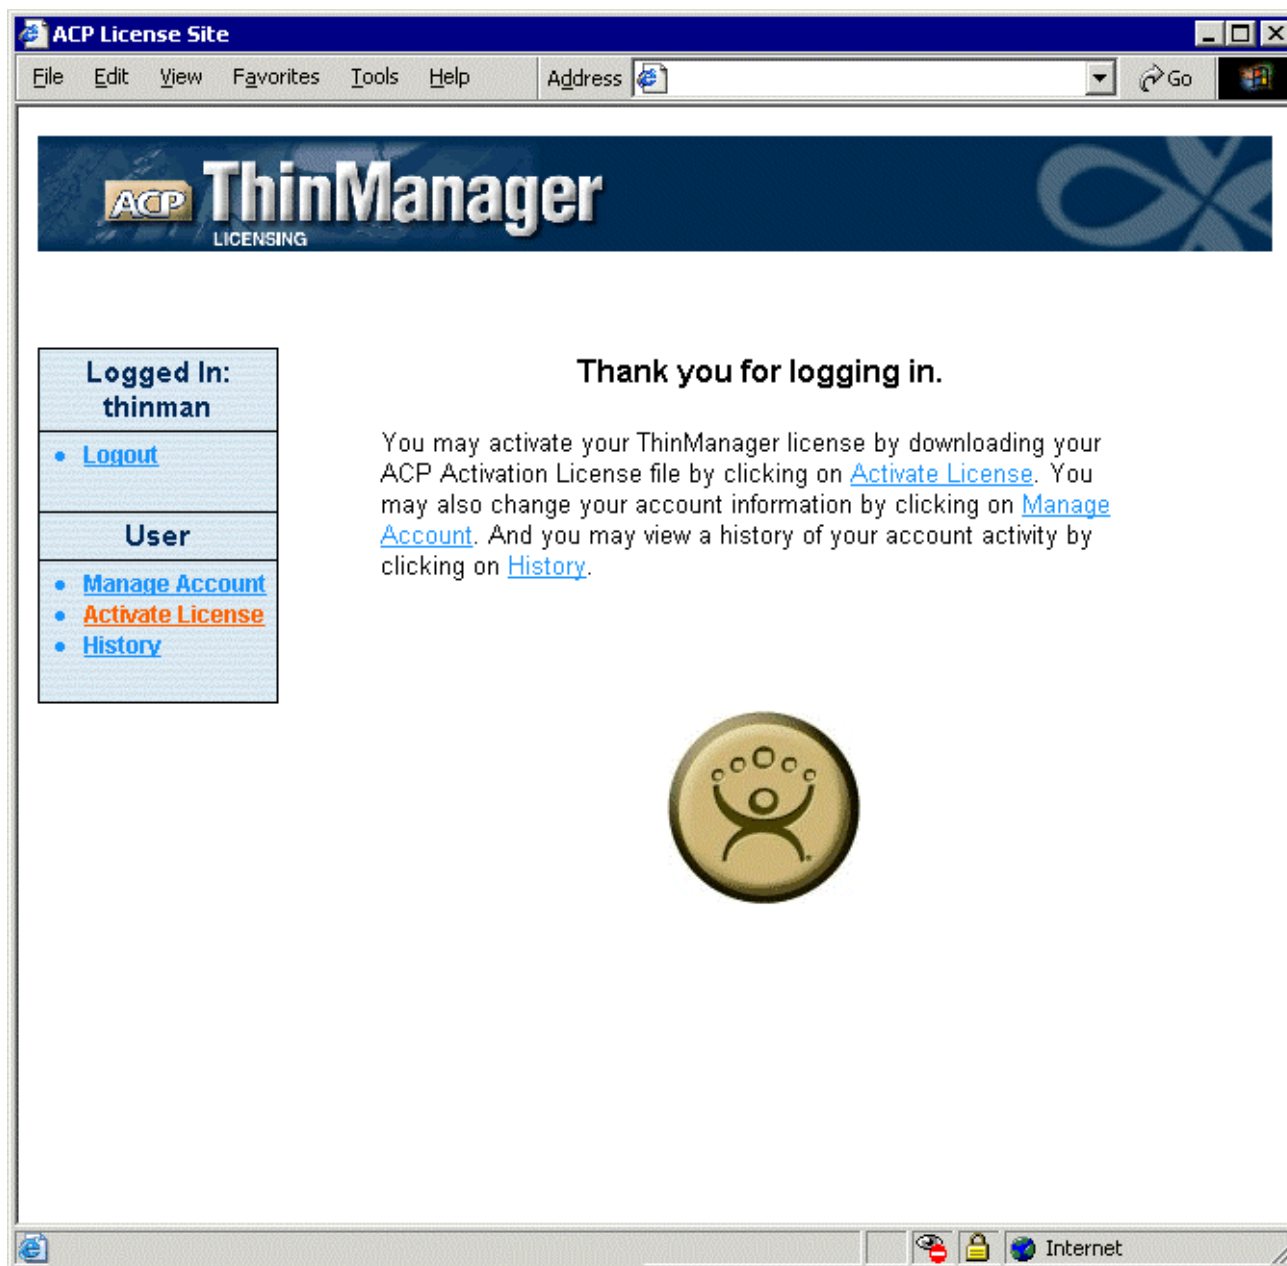 ACP License Site
File Edit View Favorites Tools Help Address Go
ACP ThinManager
LICENSING
Logged In:
thinman
Logout
User
Manage Account
Activate License
History
Thank you for logging in.
You may activate your ThinManager license by downloading your
ACP Activation License file by clicking on Activate License. You
may also change your account information by clicking on Manage
Account. And you may view a history of your account activity by
clicking on History.
Internet